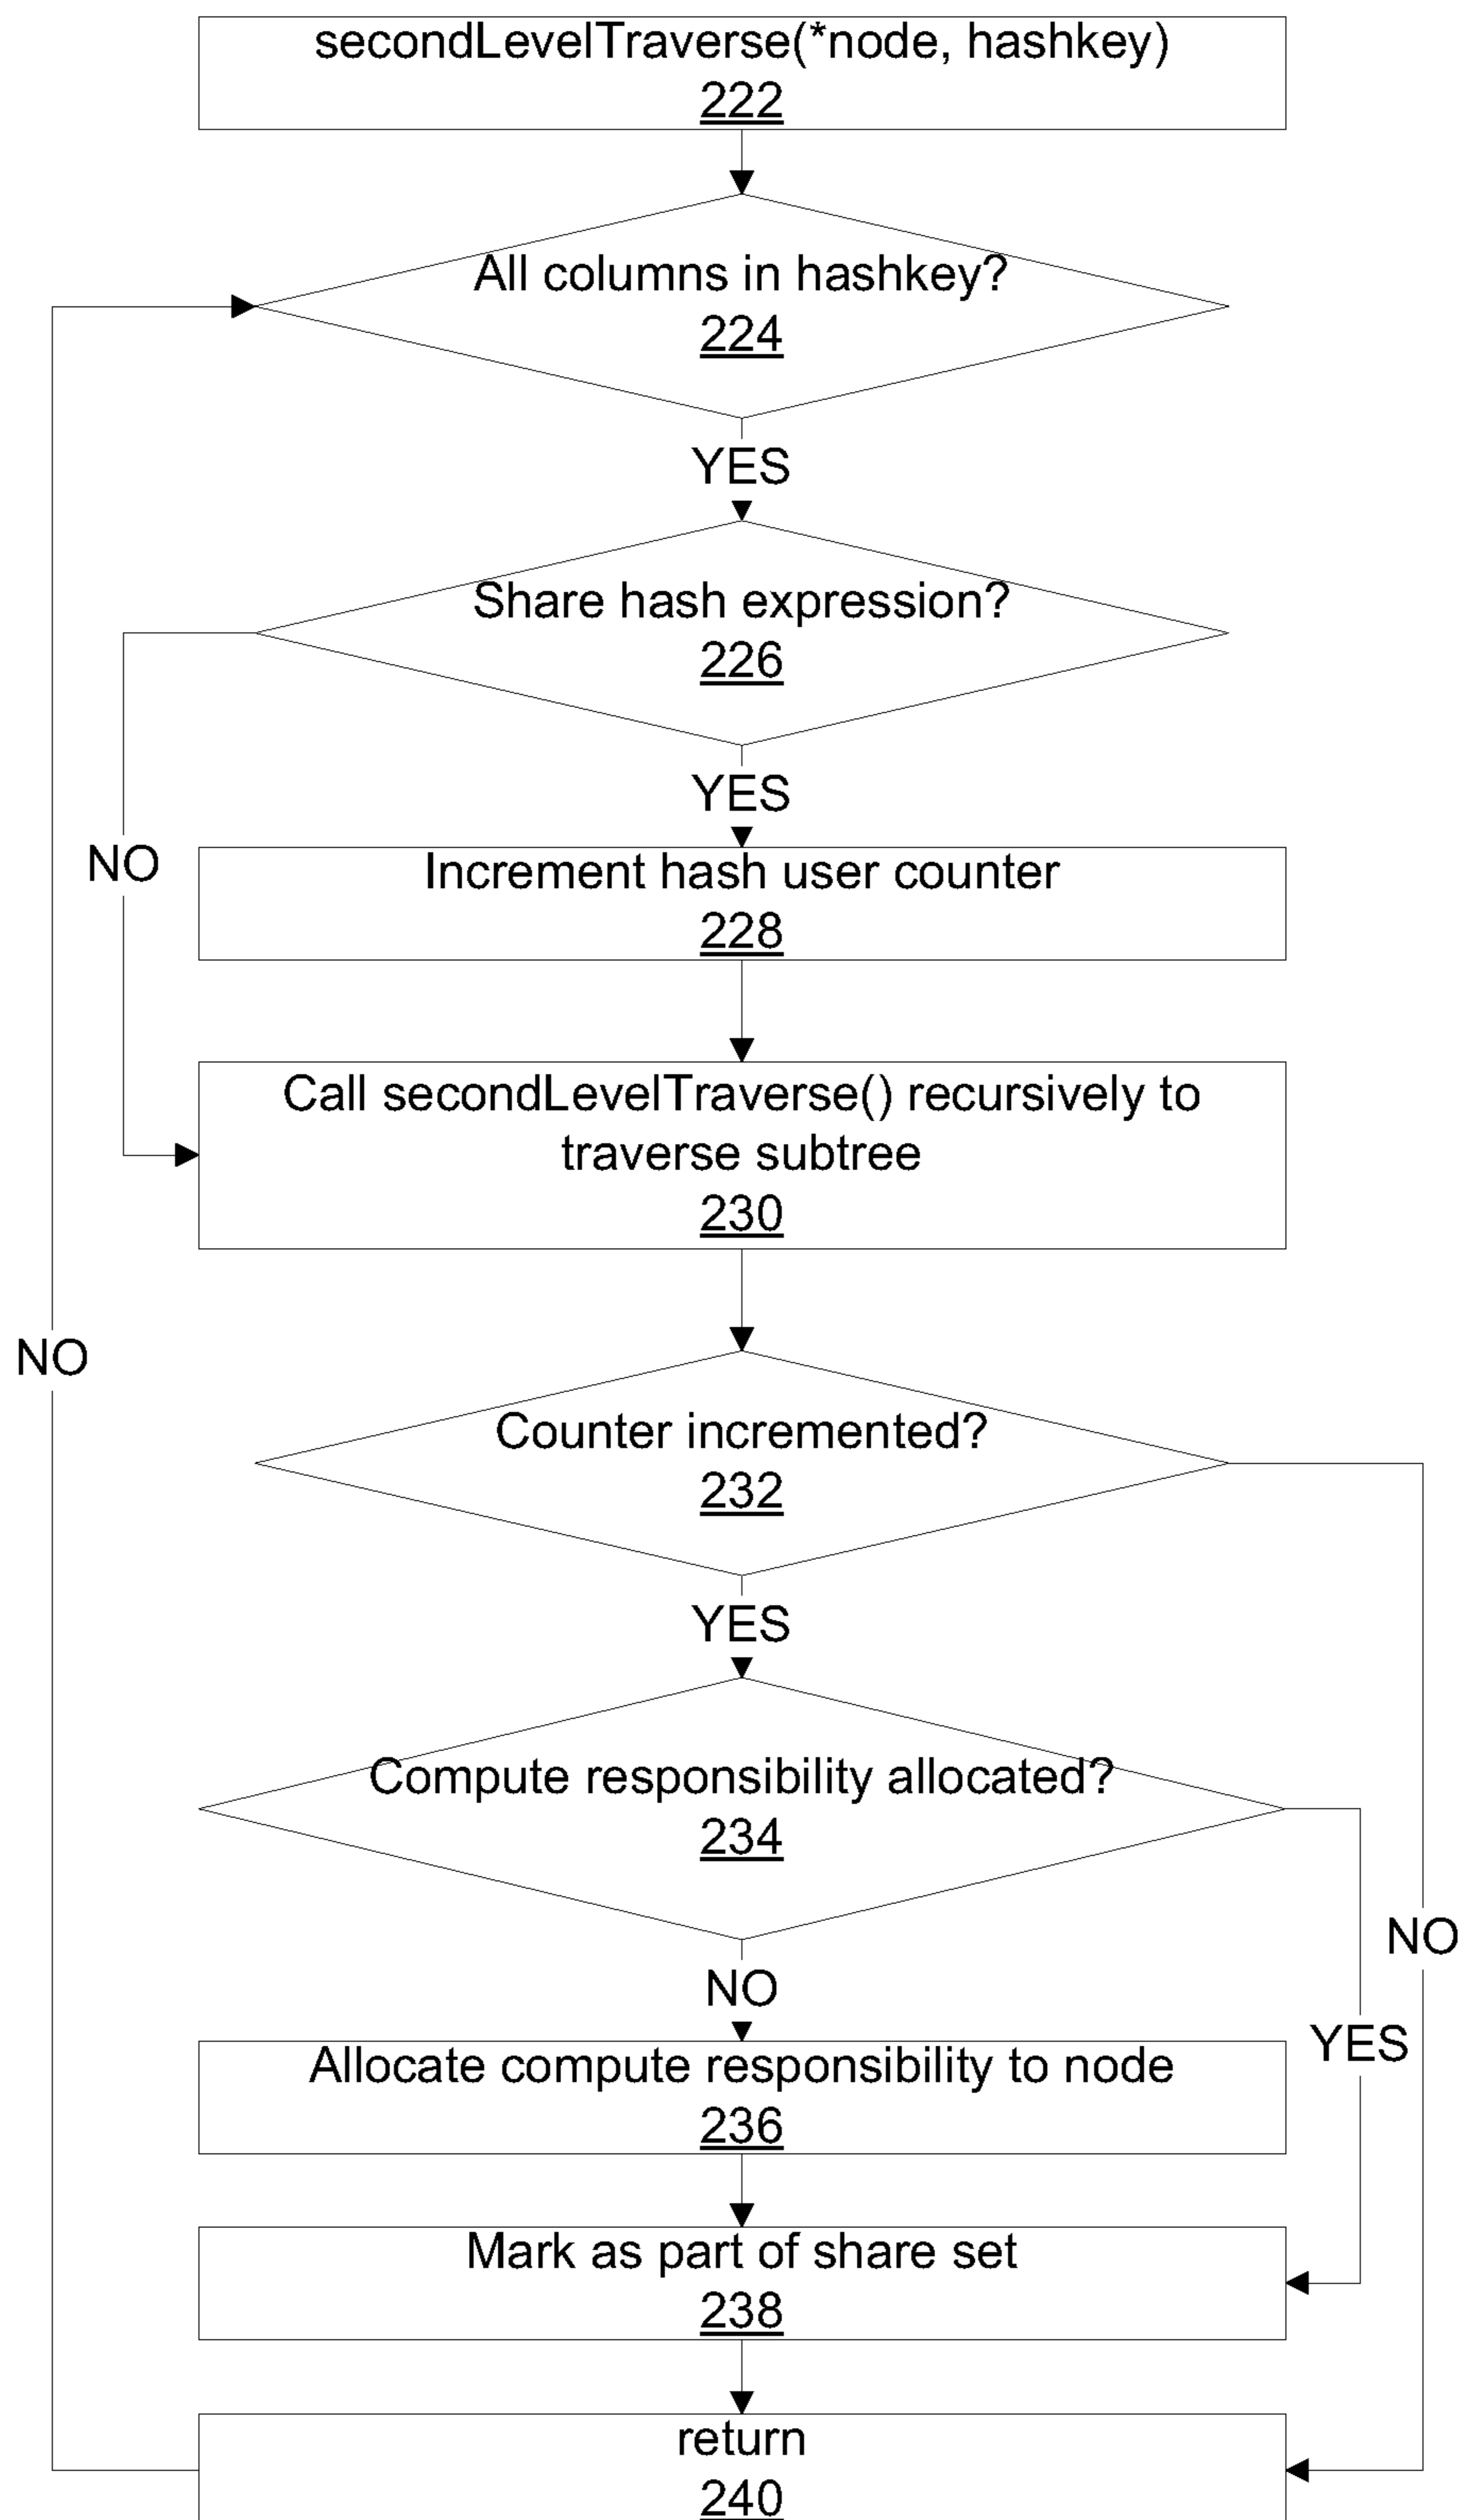 secondLevelTraverse(*node, hashkey)
222
All columns in hashkey?
224
YES
Share hash expression?
226
YES
NO
Increment hash user counter
228
Call secondLevelTraverse() recursively to
traverse subtree
230
NO
Counter incremented?
232
YES
Compute responsibility allocated?
234
NO
NO
YES
Allocate compute responsibility to node
236
Mark as part of share set
238
return
240